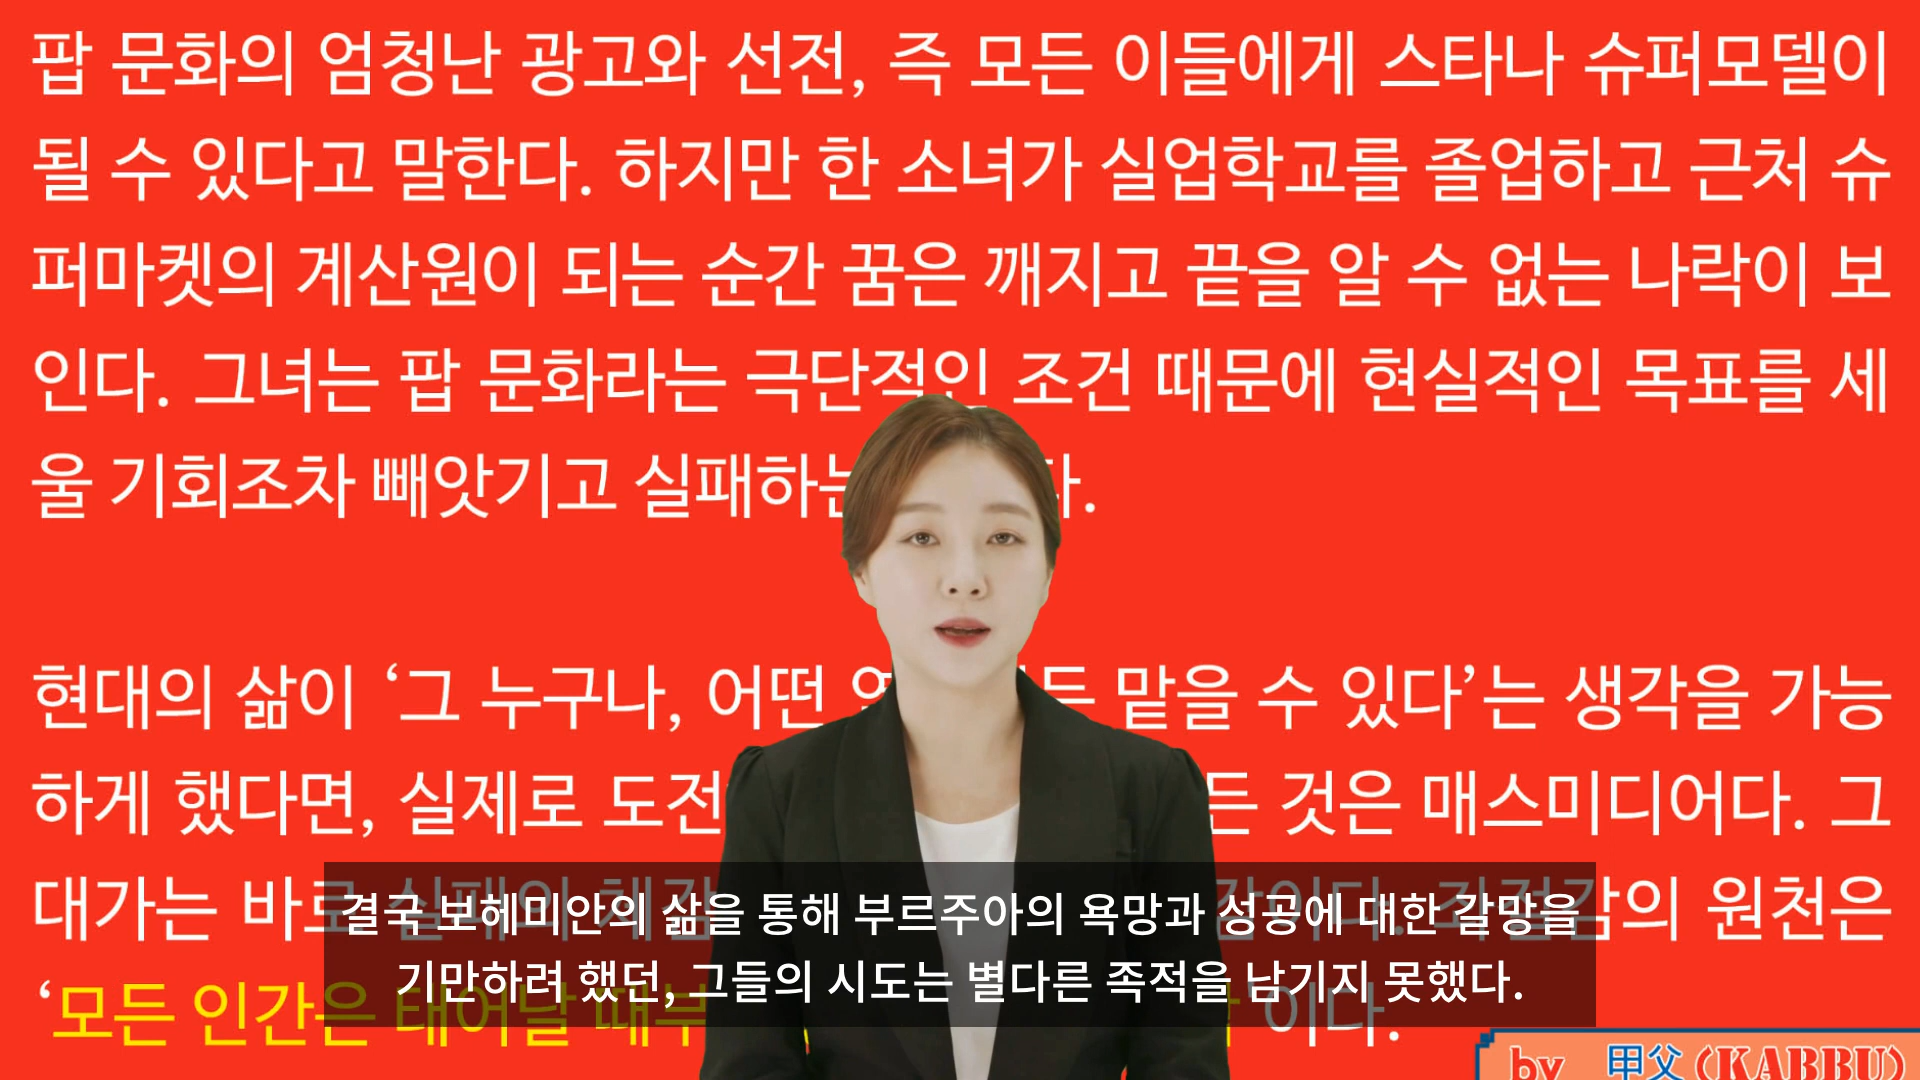 팝 문화의 엄청난 광고와 선전, 즉 모든 이들에게 스타나 슈퍼모델이
될 수 있다고 말한다. 하지만 한 소녀가 실업학교를 졸업하고 근처 슈
퍼마켓의 계산원이 되는 순간 꿈은 깨지고 끝을 알 수 없는 나락이 보
인다. 그녀는 팝 문화라는 극단적인 조건 때문에 현실적인 목표를 세
울 기회조차 빼앗기고 실패하는
현대의 삶이 ‘그 누구나, 어떤 맡을 수 있다’는 생각을 가능
하게 했다면, 실제로 것은 매스미디어다. 그
대가는 바로 실패의 좌절감의 원천은
‘모든 인간은 태어날 때부 이다.
결국 보헤미안의 삶을 통해 부르주아의 욕망과 성공에 대한 갈망을
기만하려 했던, 그들의 시도는 별다른 족적을 남기지 못했다.
by 甲父(KABBU)